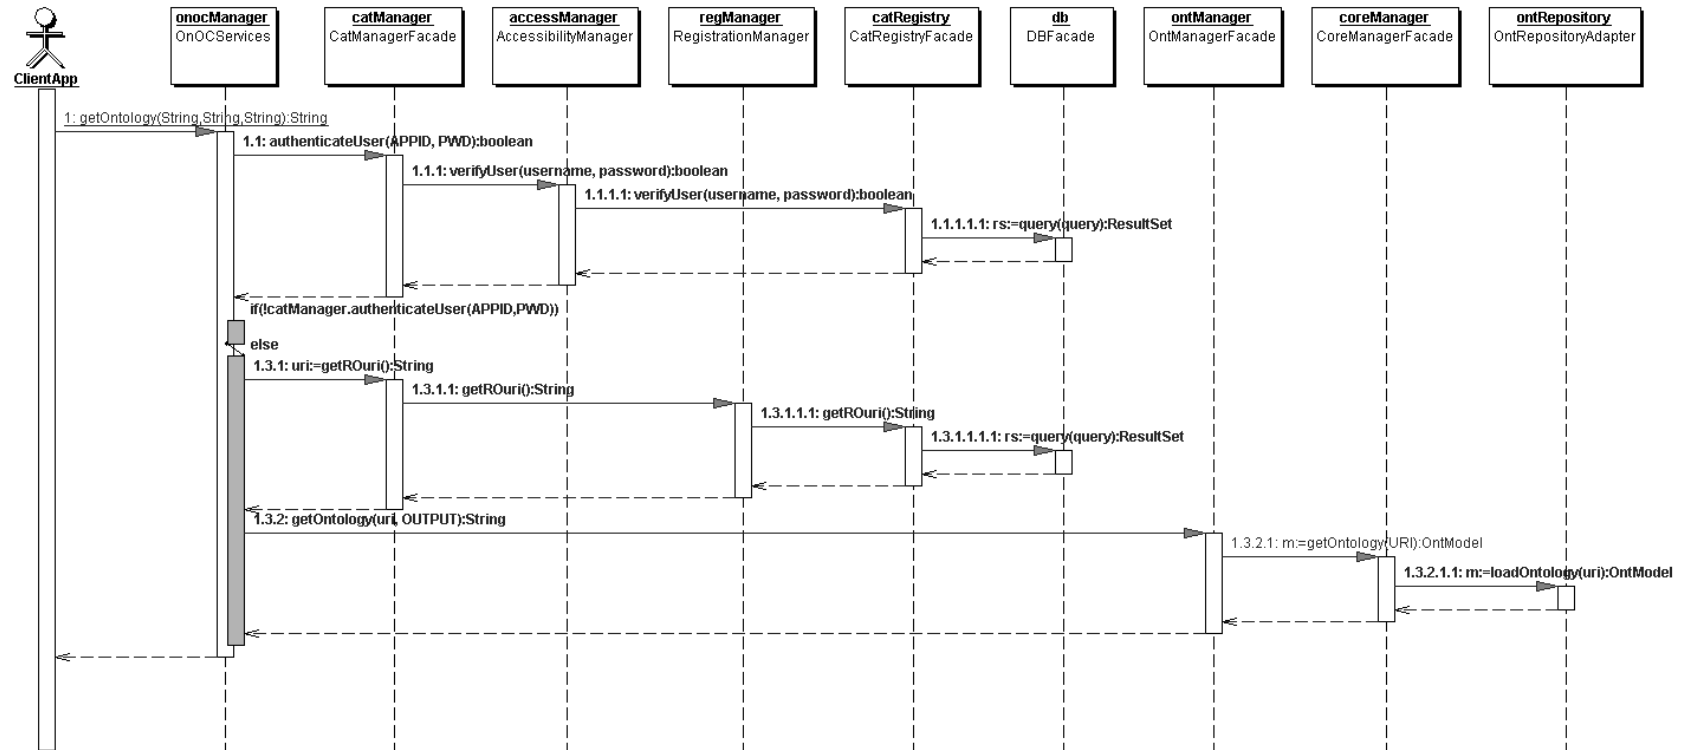 onocManager
OnOCServices
catManager
CatManagerFacade
accessManager
AccessibilityManager
regManager
RegistrationManager
catRegistry
CatRegistryFacade
db
DBFacade
ontManager
OntManagerFacade
coreManager
CoreManagerFacade
ontRepository
OntRepositoryAdapter
ClientApp
1: getOntology(String,String,String):String
1.1: authenticateUser(APPID, PWD):boolean
1.1.1: verifyUser(username, password):boolean
1.1.1.1: verifyUser(username, password):boolean
1.1.1.1.1: rs:=query(query):ResultSet
if(!catManager.authenticateUser(APPID,PWD))
else
1.3.1: uri:=getROuri():String
1.3.1.1: getROuri():String
1.3.1.1.1: getROuri():String
1.3.1.1.1.1: rs:=query(query):ResultSet
1.3.2: getOntology(uri, OUTPUT):String
1.3.2.1: m:=getOntology(URI):OntModel
1.3.2.1.1: m:=loadOntology(uri):OntModel